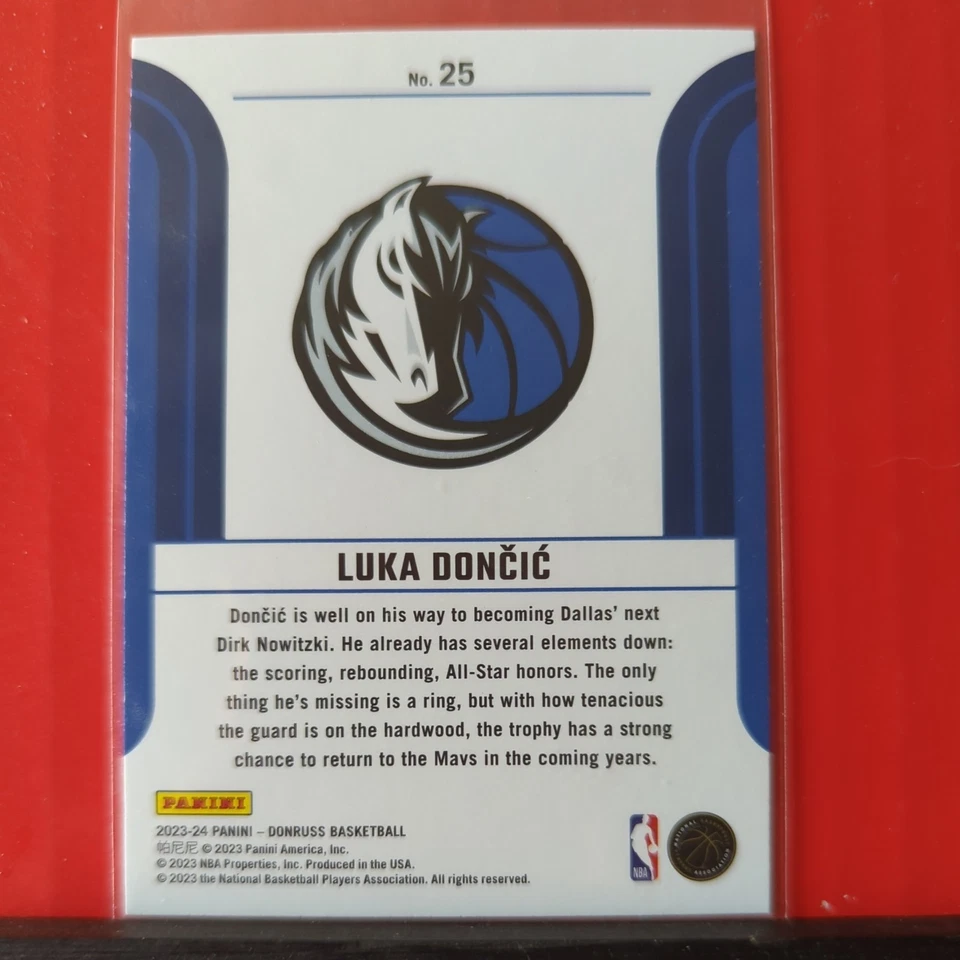 No. 25
LUKA DONČIĆ
Dončić is well on his way to becoming Dallas' next
Dirk Nowitzki. He already has several elements down:
the scoring, rebounding, All-Star honors. The only
thing he's missing is a ring, but with how tenacious
the guard is on the hardwood, the trophy has a strong
chance to return to the Mavs in the coming years.
PANINI
2023-24 PANINI – DONRUSS BASKETBALL
帕尼尼 © 2023 Panini America, Inc.
© 2023 NBA Properties, Inc. Produced in the USA.
© 2023 the National Basketball Players Association. All rights reserved.
NBA